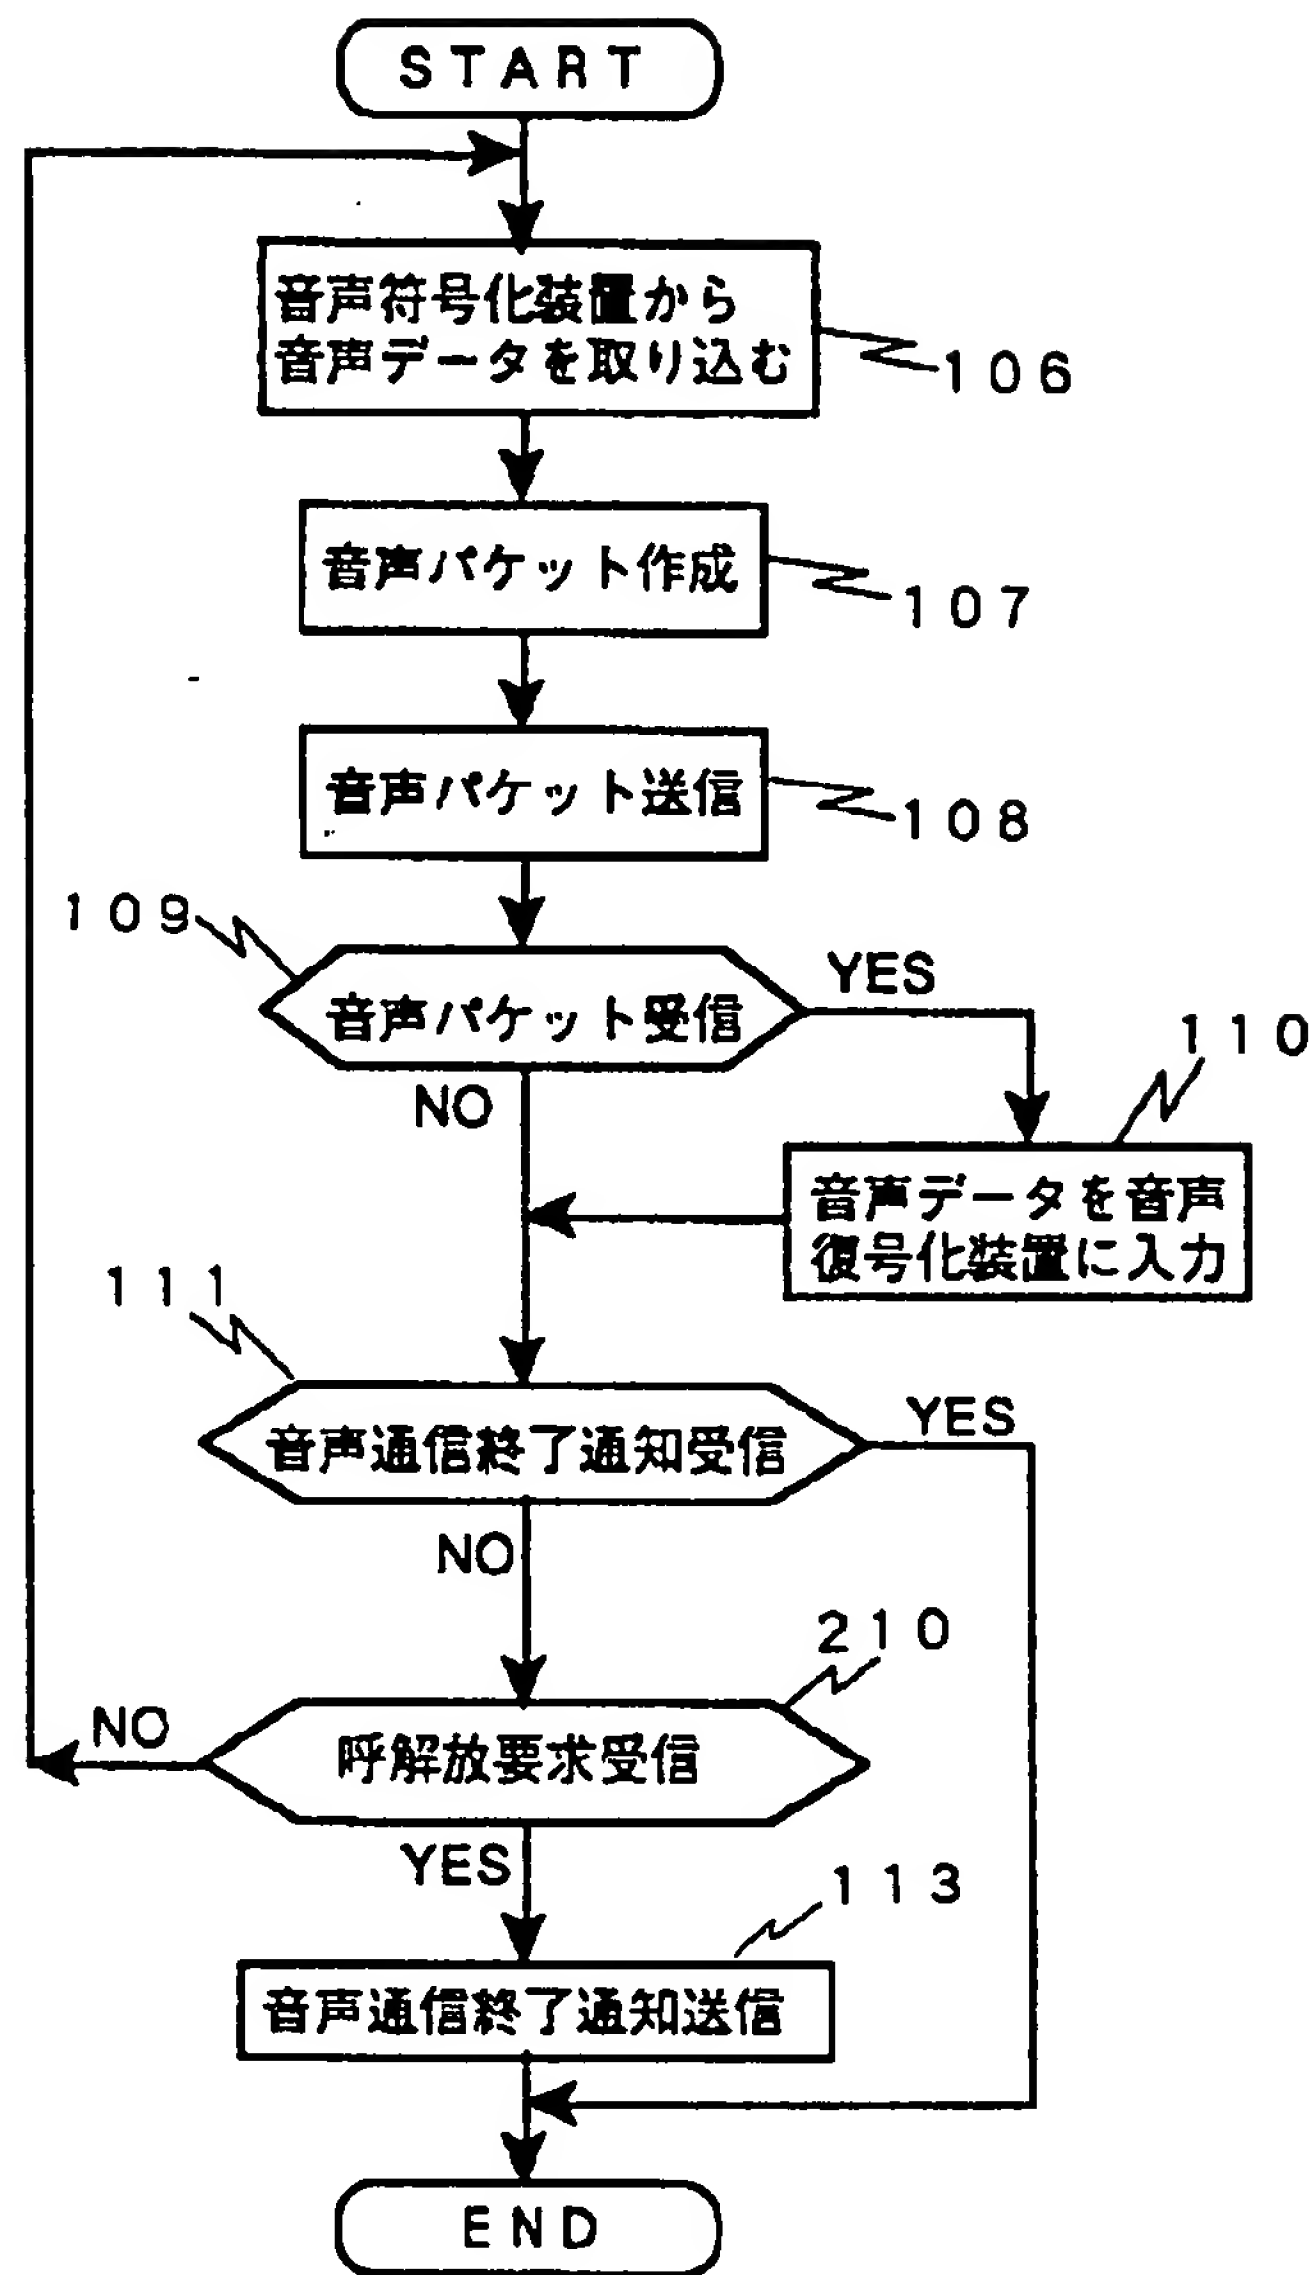 START
音声符号化装置から
音声データを取り込む
106
音声パケット作成
107
音声パケット送信
108
109
音声パケット受信
YES
NO
110
音声データを音声
復号化装置に入力
111
音声通信終了通知受信
YES
NO
210
呼解放要求受信
NO
YES
113
音声通信終了通知送信
END